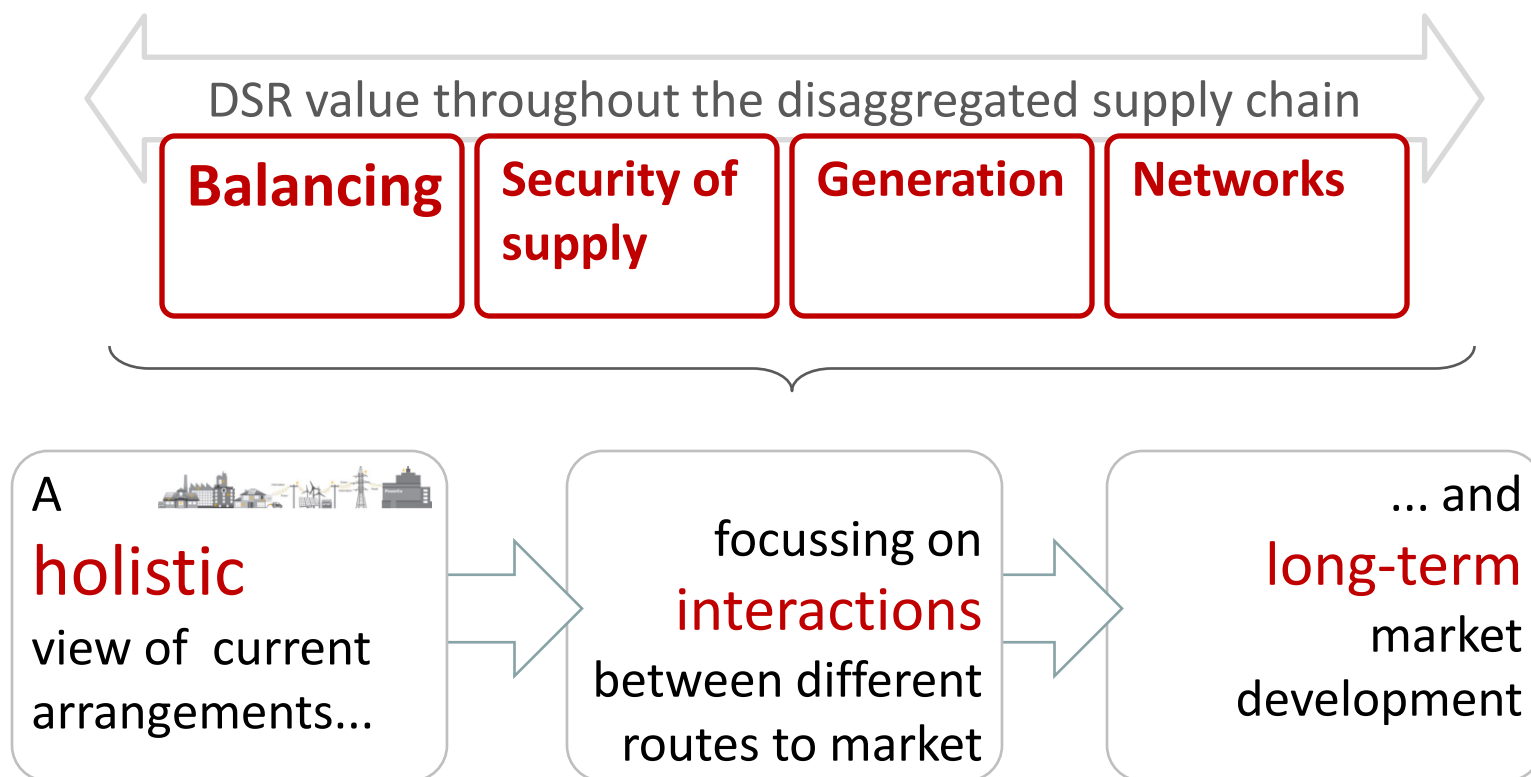 DSR value throughout the disaggregated supply chain
Balancing
Security of
supply
Generation
Networks
A
holistic
view of current
arrangements...
focussing on
interactions
between different
routes to market
... and
long-term
market
development